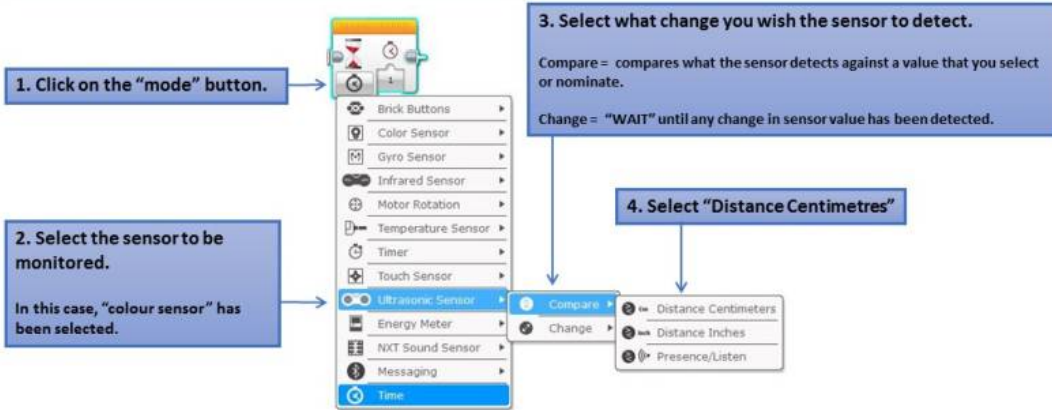 1. Click on the “mode” button.
1
2. Select the sensor to be
monitored.
In this case, “colour sensor” has
been selected.
Brick Buttons
Color Sensor
Gyro Sensor
Infrared Sensor
Motor Rotation
Temperature Sensor
Timer
Touch Sensor
Ultrasonic Sensor
Energy Meter
NXT Sound Sensor
Messaging
Time
3. Select what change you wish the sensor to detect.
Compare = compares what the sensor detects against a value that you select
or nominate.
Change = “WAIT” until any change in sensor value has been detected.
Compare
Change
4. Select “Distance Centimetres”
Distance Centimeters
Distance Inches
Presence/Listen